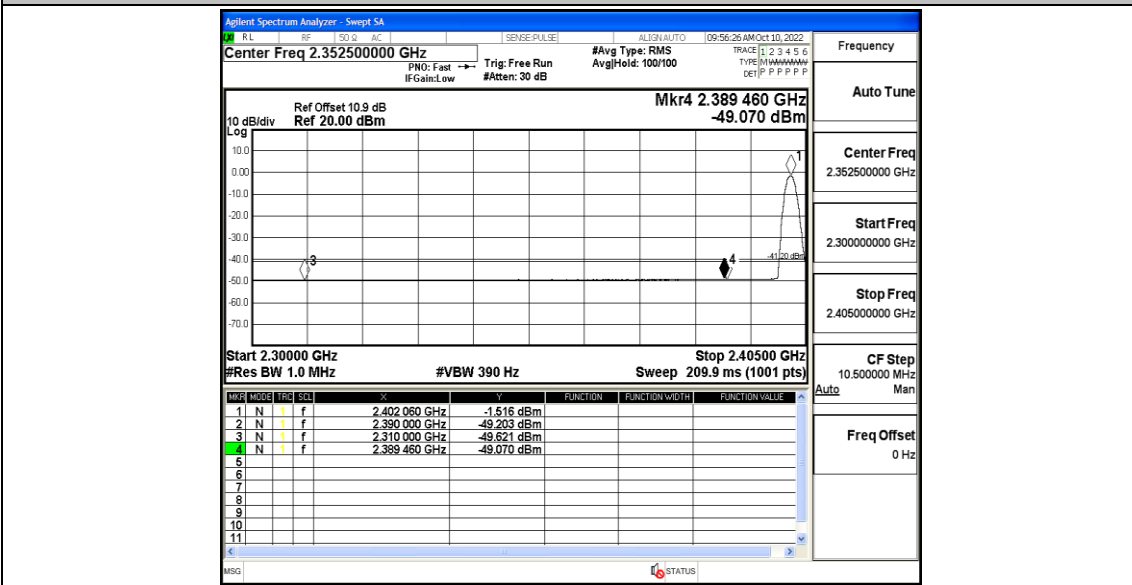 Agilent Spectrum Analyzer - Swept SA
RL RF 50 Ω AC SENSE:PULSE ALIGNAUTO 09:56:26 AM Oct 10, 2022
Center Freq 2.352500000 GHz
PNO: Fast
IFGain:Low
Trig: Free Run
#Atten: 30 dB
#Avg Type: RMS
Avg|Hold: 100/100
TRACE 1 2 3 4 5 6
TYPE M
DET P P P P P P
Frequency
Auto Tune
Center Freq
2.352500000 GHz
Start Freq
2.300000000 GHz
Stop Freq
2.405000000 GHz
CF Step
10.500000 MHz
Auto Man
Freq Offset
0 Hz
Mkr4 2.389 460 GHz
-49.070 dBm
Ref Offset 10.9 dB
10 dB/div Ref 20.00 dBm
Log
10.0
0.00
-10.0
-20.0
-30.0
-40.0
-50.0
-60.0
-70.0
1
3
4
-41.20 dBm
Start 2.30000 GHz Stop 2.40500 GHz
#Res BW 1.0 MHz #VBW 390 Hz Sweep 209.9 ms (1001 pts)
MKR MODE TRC SCL X Y FUNCTION FUNCTION WIDTH FUNCTION VALUE
1 N 1 f 2.402 060 GHz -1.516 dBm
2 N 1 f 2.390 000 GHz -49.203 dBm
3 N 1 f 2.310 000 GHz -49.621 dBm
4 N 1 f 2.389 460 GHz -49.070 dBm
5
6
7
8
9
10
11
MSG STATUS